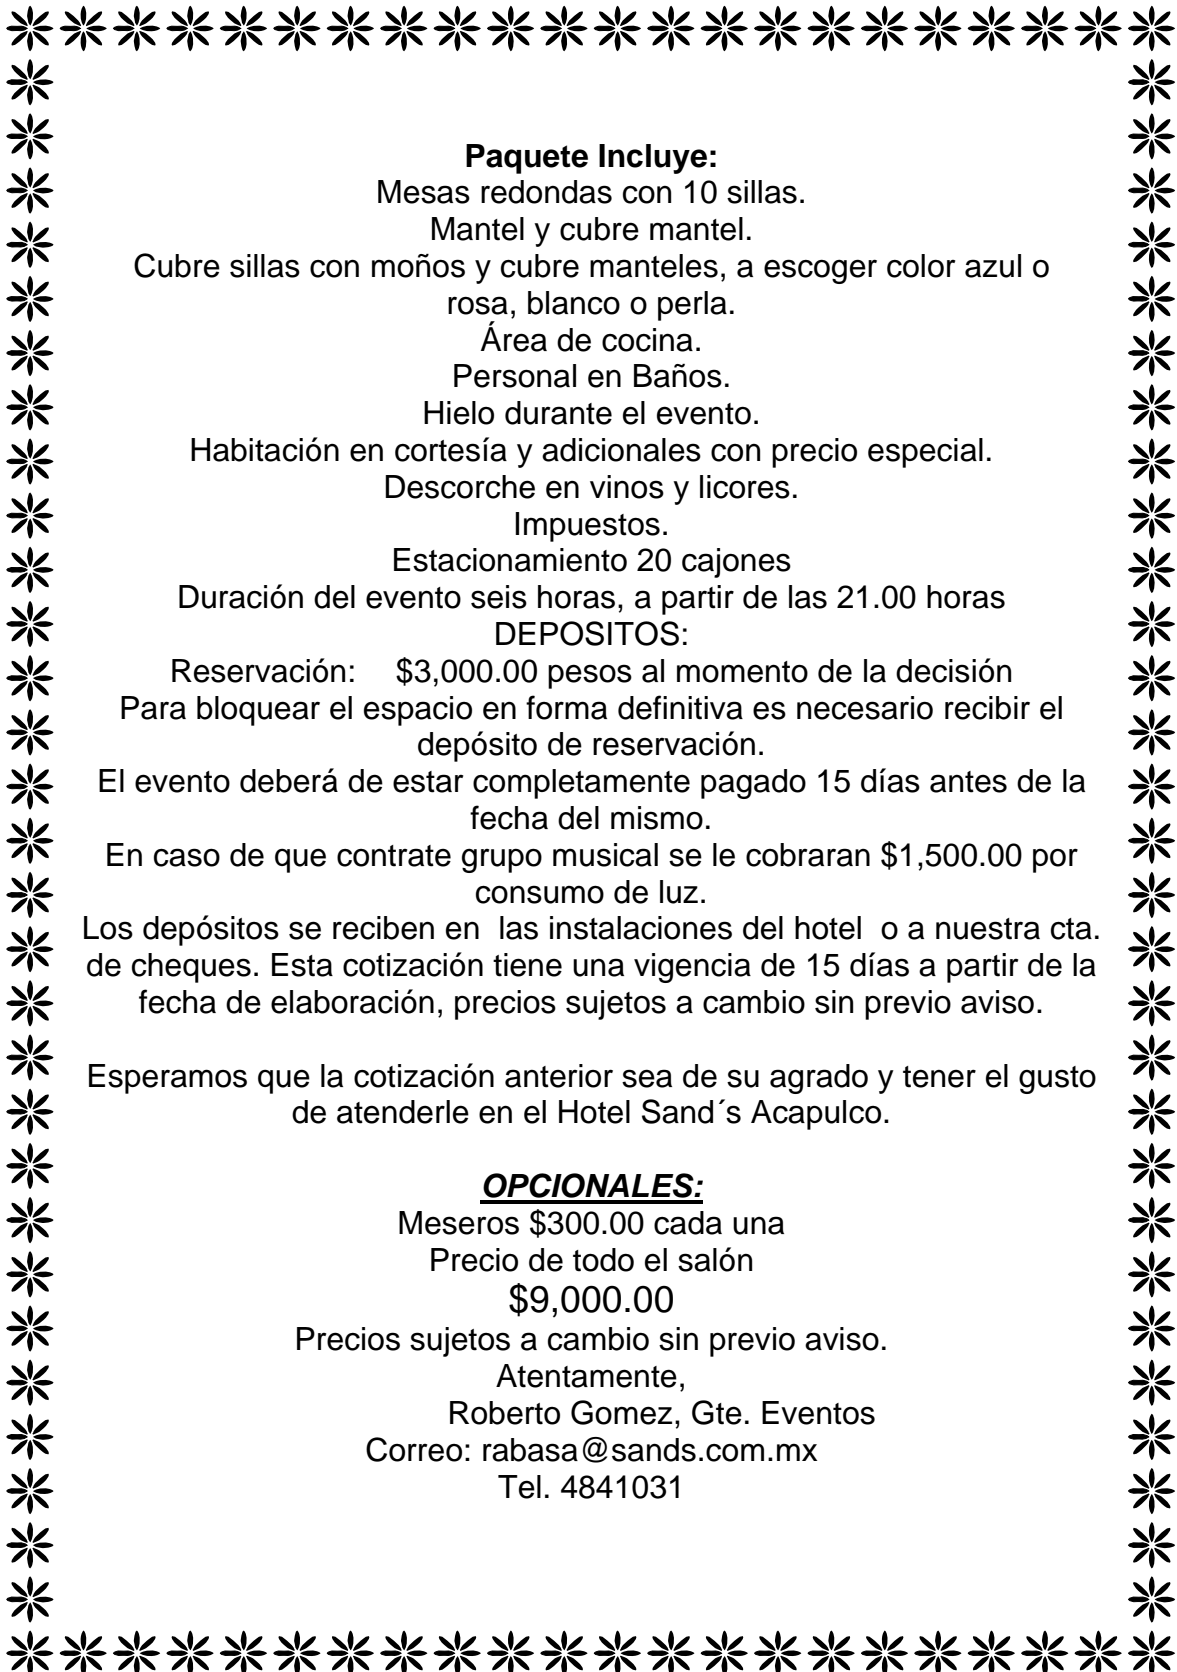 Paquete Incluye:
Mesas redondas con 10 sillas.
Mantel y cubre mantel.
Cubre sillas con moños y cubre manteles, a escoger color azul o
rosa, blanco o perla.
Área de cocina.
Personal en Baños.
Hielo durante el evento.
Habitación en cortesía y adicionales con precio especial.
Descorche en vinos y licores.
Impuestos.
Estacionamiento 20 cajones
Duración del evento seis horas, a partir de las 21.00 horas
DEPOSITOS:
Reservación:    $3,000.00 pesos al momento de la decisión
Para bloquear el espacio en forma definitiva es necesario recibir el
depósito de reservación.
El evento deberá de estar completamente pagado 15 días antes de la
fecha del mismo.
En caso de que contrate grupo musical se le cobraran $1,500.00 por
consumo de luz.
Los depósitos se reciben en  las instalaciones del hotel  o a nuestra cta.
de cheques. Esta cotización tiene una vigencia de 15 días a partir de la
fecha de elaboración, precios sujetos a cambio sin previo aviso.
Esperamos que la cotización anterior sea de su agrado y tener el gusto
de atenderle en el Hotel Sand´s Acapulco.
OPCIONALES:
Meseros $300.00 cada una
Precio de todo el salón
$9,000.00
Precios sujetos a cambio sin previo aviso.
Atentamente,
Roberto Gomez, Gte. Eventos
Correo: rabasa@sands.com.mx
Tel. 4841031